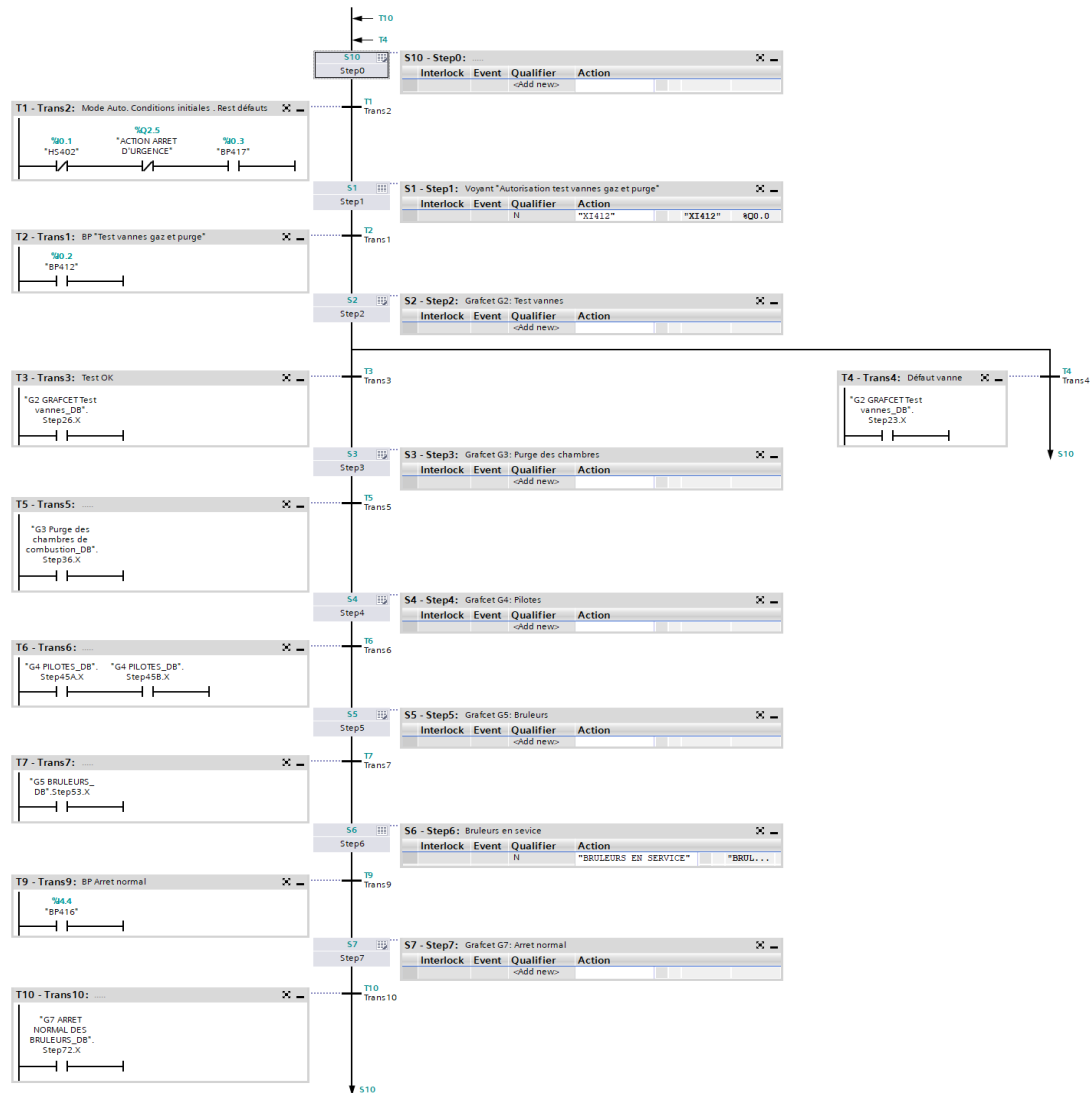 T10
T4
S10
Step0
S10 - Step0: .....
Interlock Event Qualifier Action
<Add new>
T1 - Trans2: Mode Auto. Conditions initiales . Rest défauts
T1
Trans2
%I0.1
"HS402"
%Q2.5
"ACTION ARRET
D'URGENCE"
%I0.3
"BP417"
S1
Step1
S1 - Step1: Voyant "Autorisation test vannes gaz et purge"
Interlock Event Qualifier Action
N "XI412" "XI412" %Q0.0
T2 - Trans1: BP "Test vannes gaz et purge"
T2
Trans1
%I0.2
"BP412"
S2
Step2
S2 - Step2: Grafcet G2: Test vannes
Interlock Event Qualifier Action
<Add new>
T3 - Trans3: Test OK
T3
Trans3
"G2 GRAFCET Test
vannes_DB".
Step26.X
T4 - Trans4: Défaut vanne
T4
Trans4
"G2 GRAFCET Test
vannes_DB".
Step23.X
S10
S3
Step3
S3 - Step3: Grafcet G3: Purge des chambres
Interlock Event Qualifier Action
<Add new>
T5 - Trans5: .....
T5
Trans5
"G3 Purge des
chambres de
combustion_DB".
Step36.X
S4
Step4
S4 - Step4: Grafcet G4: Pilotes
Interlock Event Qualifier Action
<Add new>
T6 - Trans6: .....
T6
Trans6
"G4 PILOTES_DB".
Step45A.X
"G4 PILOTES_DB".
Step45B.X
S5
Step5
S5 - Step5: Grafcet G5: Bruleurs
Interlock Event Qualifier Action
<Add new>
T7 - Trans7: .....
T7
Trans7
"G5 BRULEURS_
DB".Step53.X
S6
Step6
S6 - Step6: Bruleurs en sevice
Interlock Event Qualifier Action
N "BRULEURS EN SERVICE" "BRUL...
T9 - Trans9: BP Arret normal
T9
Trans9
%I4.4
"BP416"
S7
Step7
S7 - Step7: Grafcet G7: Arret normal
Interlock Event Qualifier Action
<Add new>
T10 - Trans10: .....
T10
Trans10
"G7 ARRET
NORMAL DES
BRULEURS_DB".
Step72.X
S10